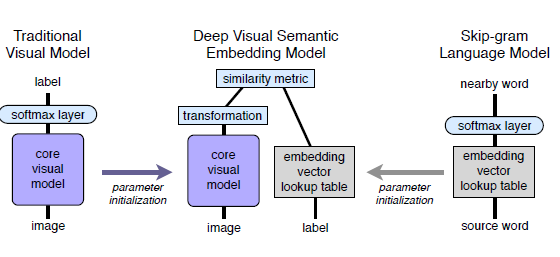 Traditional
Visual Model
label
softmax layer
core
visual
model
image
parameter
initialization
Deep Visual Semantic
Embedding Model
similarity metric
transformation
core
visual
model
image
embedding
vector
lookup table
label
parameter
initialization
Skip-gram
Language Model
nearby word
softmax layer
embedding
vector
lookup table
source word